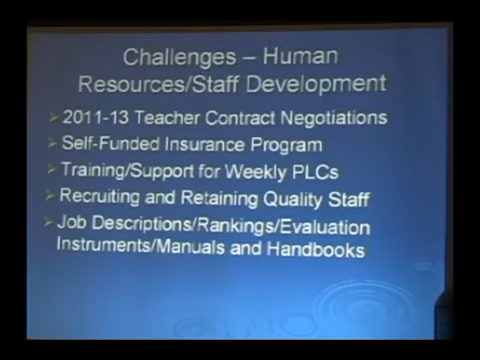 Challenges – Human
Resources/Staff Development
2011-13 Teacher Contract Negotiations
Self-Funded Insurance Program
Training/Support for Weekly PLCs
Recruiting and Retaining Quality Staff
Job Descriptions/Rankings/Evaluation
Instruments/Manuals and Handbooks